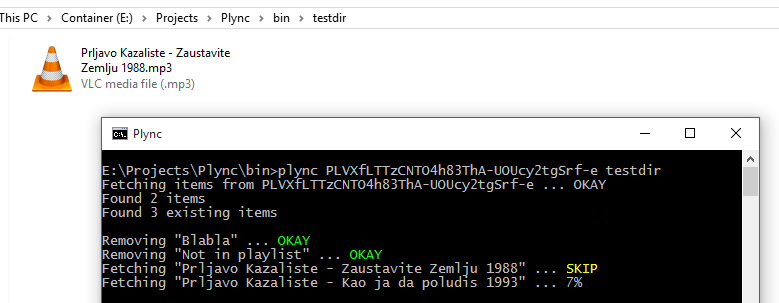 This PC > Container (E:) > Projects > Plync > bin > testdir
Prljavo Kazaliste - Zaustavite
Zemlju 1988.mp3
VLC media file (.mp3)
C:\. Plync
E:\Projects\Plync\bin>plync PLVXfLTTzCNTO4h83ThA-UOUcy2tgSrf-e testdir
Fetching items from PLVXfLTTzCNTO4h83ThA-UOUcy2tgSrf-e ... OKAY
Found 2 items
Found 3 existing items
Removing "Blabla" ... OKAY
Removing "Not in playlist" ... OKAY
Fetching "Prljavo Kazaliste - Zaustavite Zemlju 1988" ... SKIP
Fetching "Prljavo Kazaliste - Kao ja da poludis 1993" ... 7%